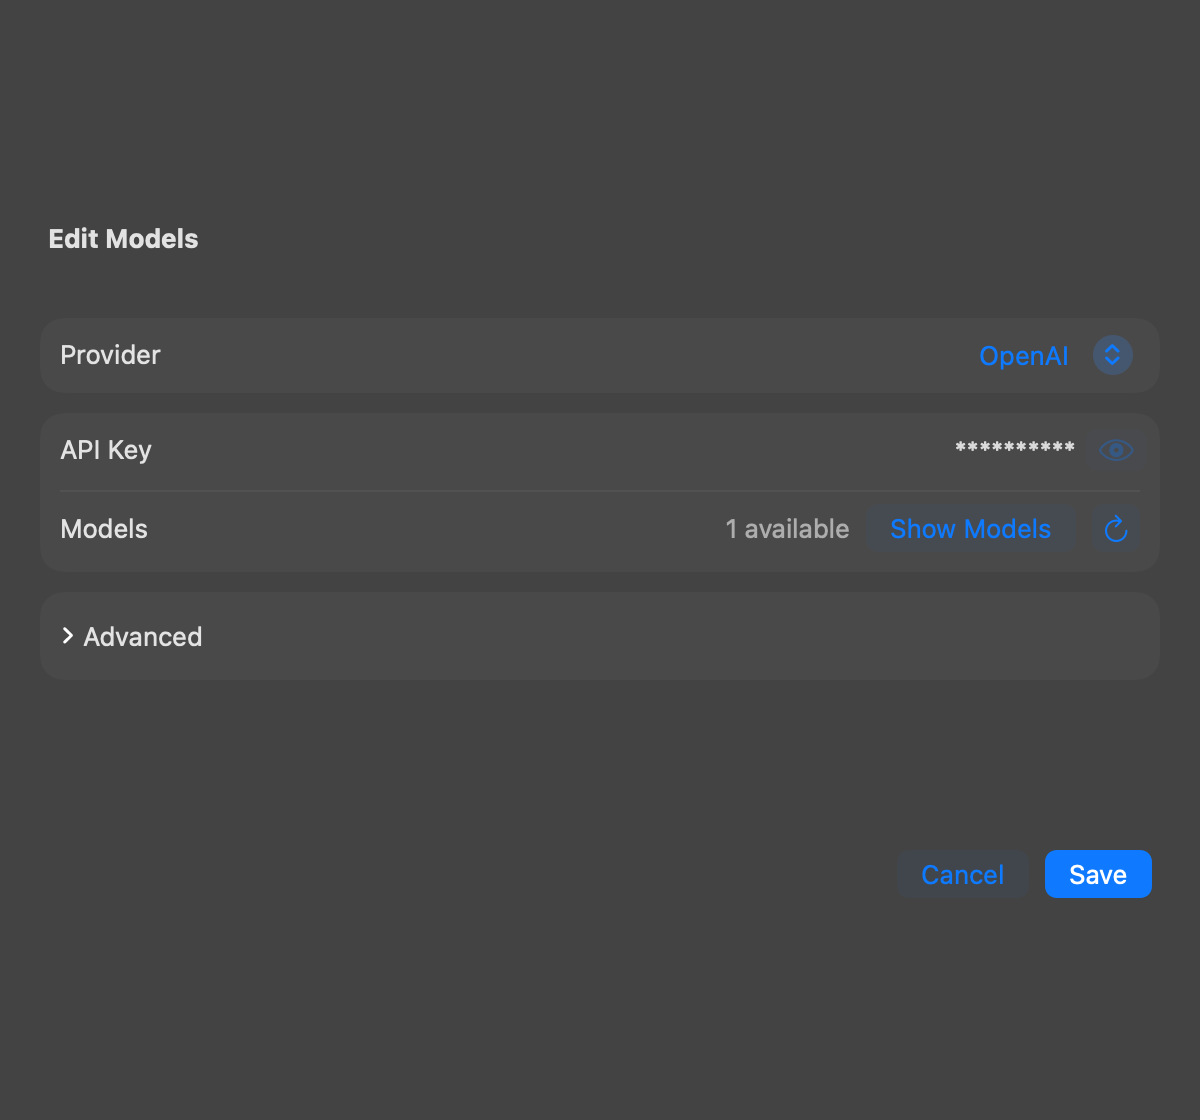 Edit Models
Provider OpenAI
API Key **********
Models 1 available Show Models
Advanced
Cancel Save